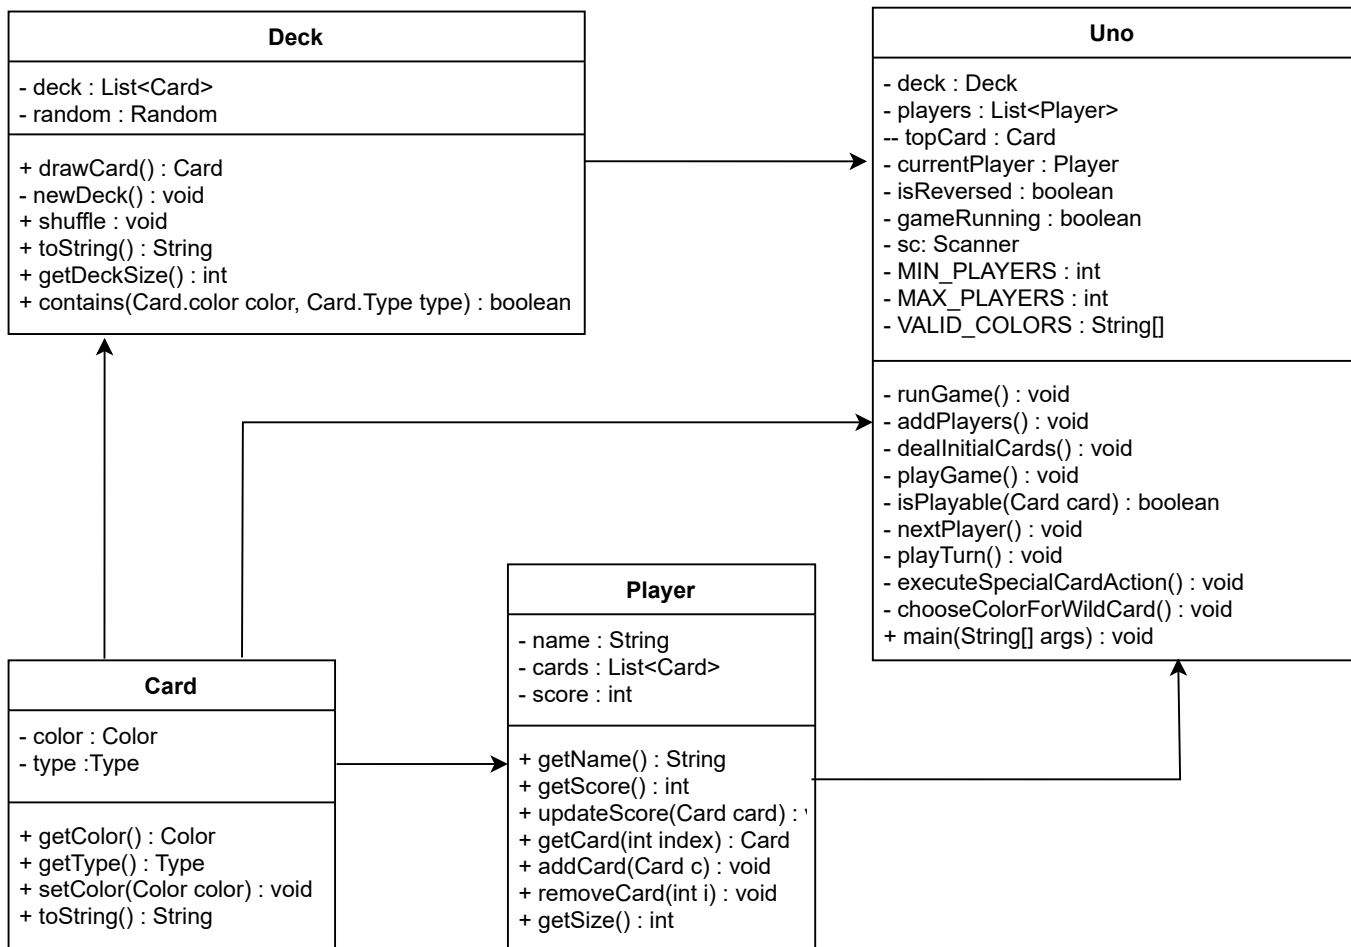 Deck
- deck : List<Card>
- random : Random
+ drawCard() : Card
- newDeck() : void
+ shuffle : void
+ toString() : String
+ getDeckSize() : int
+ contains(Card.color color, Card.Type type) : boolean
Uno
- deck : Deck
- players : List<Player>
-- topCard : Card
- currentPlayer : Player
- isReversed : boolean
- gameRunning : boolean
- sc: Scanner
- MIN_PLAYERS : int
- MAX_PLAYERS : int
- VALID_COLORS : String[]
- runGame() : void
- addPlayers() : void
- dealInitialCards() : void
- playGame() : void
- isPlayable(Card card) : boolean
- nextPlayer() : void
- playTurn() : void
- executeSpecialCardAction() : void
- chooseColorForWildCard() : void
+ main(String[] args) : void
Card
- color : Color
- type :Type
+ getColor() : Color
+ getType() : Type
+ setColor(Color color) : void
+ toString() : String
Player
- name : String
- cards : List<Card>
- score : int
+ getName() : String
+ getScore() : int
+ updateScore(Card card) :
+ getCard(int index) : Card
+ addCard(Card c) : void
+ removeCard(int i) : void
+ getSize() : int